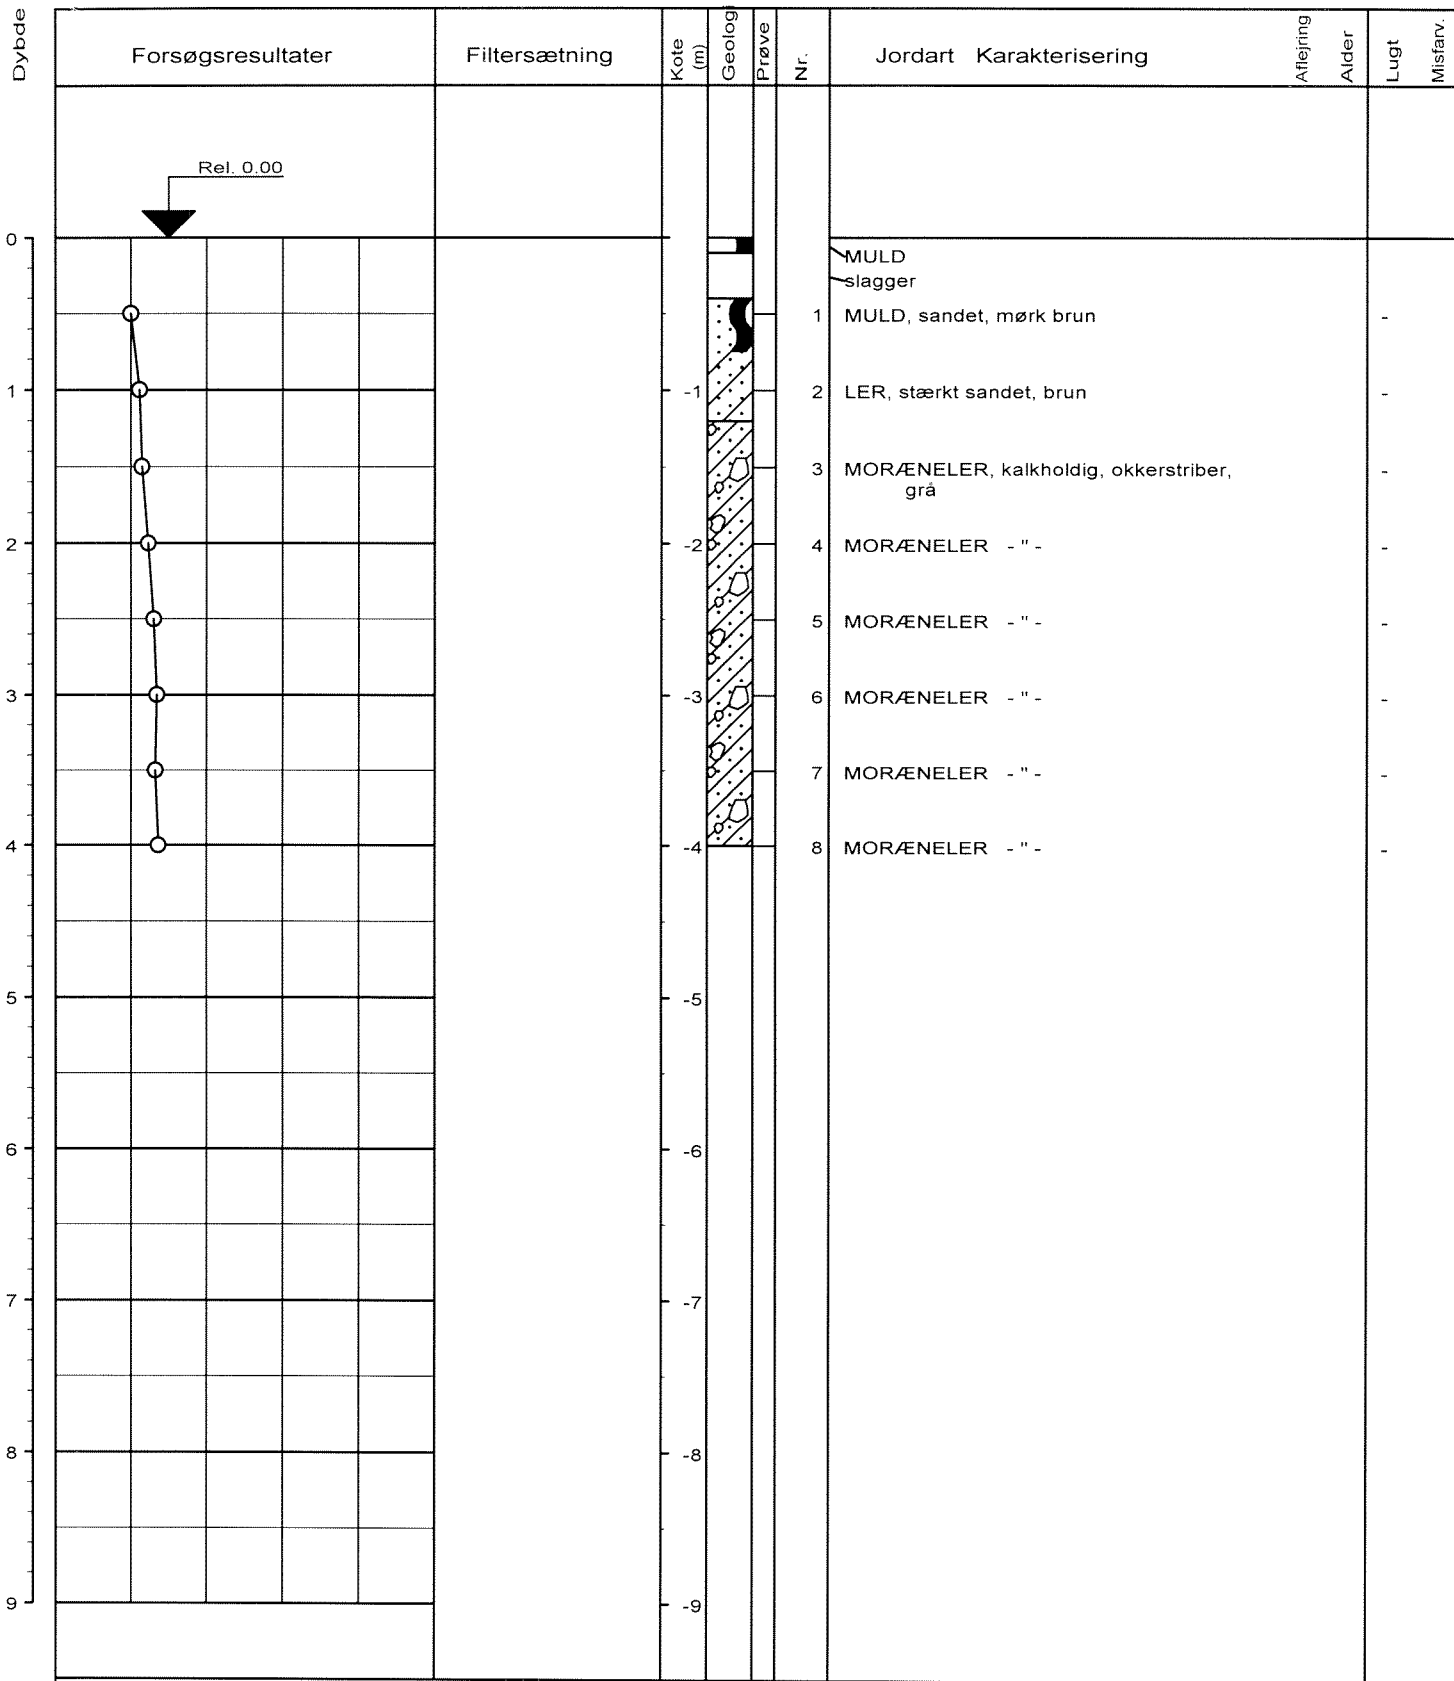 Dybde Forsøgsresultater Filtersætning Kote (m) Geologi Prøve Nr. Jordart Karakterisering Aflejring Alder Lugt Misfarv.
Rel. 0.00
0
MULD
slagger
1 MULD, sandet, mørk brun -
1 -1 2 LER, stærkt sandet, brun -
3 MORÆNELER, kalkholdig, okkerstriber, -
grå
2 -2 4 MORÆNELER - " - -
5 MORÆNELER - " - -
3 -3 6 MORÆNELER - " - -
7 MORÆNELER - " - -
4 -4 8 MORÆNELER - " - -
5 -5
6 -6
7 -7
8 -8
9 -9